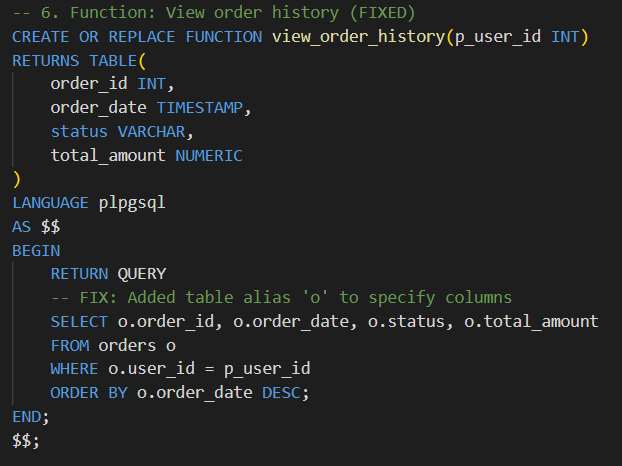 -- 6. Function: View order history (FIXED)
CREATE OR REPLACE FUNCTION view_order_history(p_user_id INT)
RETURNS TABLE(
    order_id INT,
    order_date TIMESTAMP,
    status VARCHAR,
    total_amount NUMERIC
)
LANGUAGE plpgsql
AS $$
BEGIN
    RETURN QUERY
    -- FIX: Added table alias 'o' to specify columns
    SELECT o.order_id, o.order_date, o.status, o.total_amount
    FROM orders o
    WHERE o.user_id = p_user_id
    ORDER BY o.order_date DESC;
END;
$$;